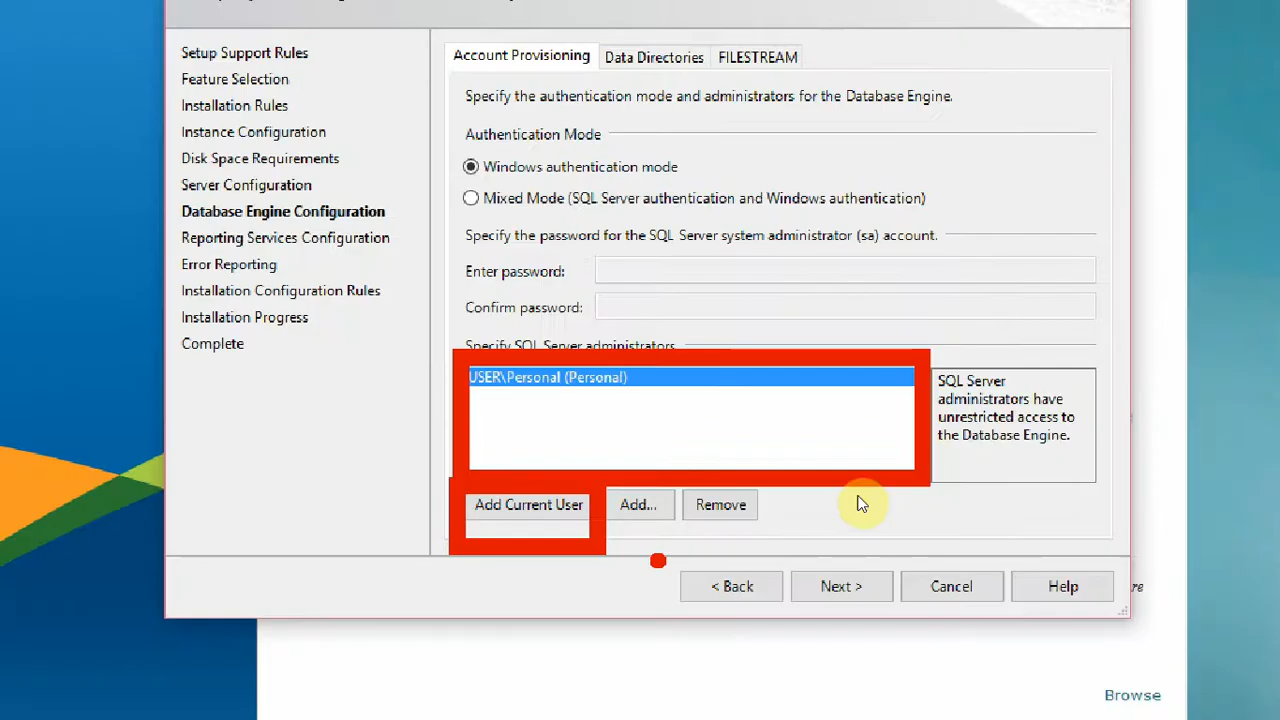 Setup Support Rules
Feature Selection
Installation Rules
Instance Configuration
Disk Space Requirements
Server Configuration
Database Engine Configuration
Reporting Services Configuration
Error Reporting
Installation Configuration Rules
Installation Progress
Complete
Account Provisioning Data Directories FILESTREAM
Specify the authentication mode and administrators for the Database Engine.
Authentication Mode
Windows authentication mode
Mixed Mode (SQL Server authentication and Windows authentication)
Specify the password for the SQL Server system administrator (sa) account.
Enter password:
Confirm password:
Specify SQL Server administrators
USER\Personal (Personal)
SQL Server
administrators have
unrestricted access to
the Database Engine.
Add Current User Add... Remove
< Back Next > Cancel Help
Browse